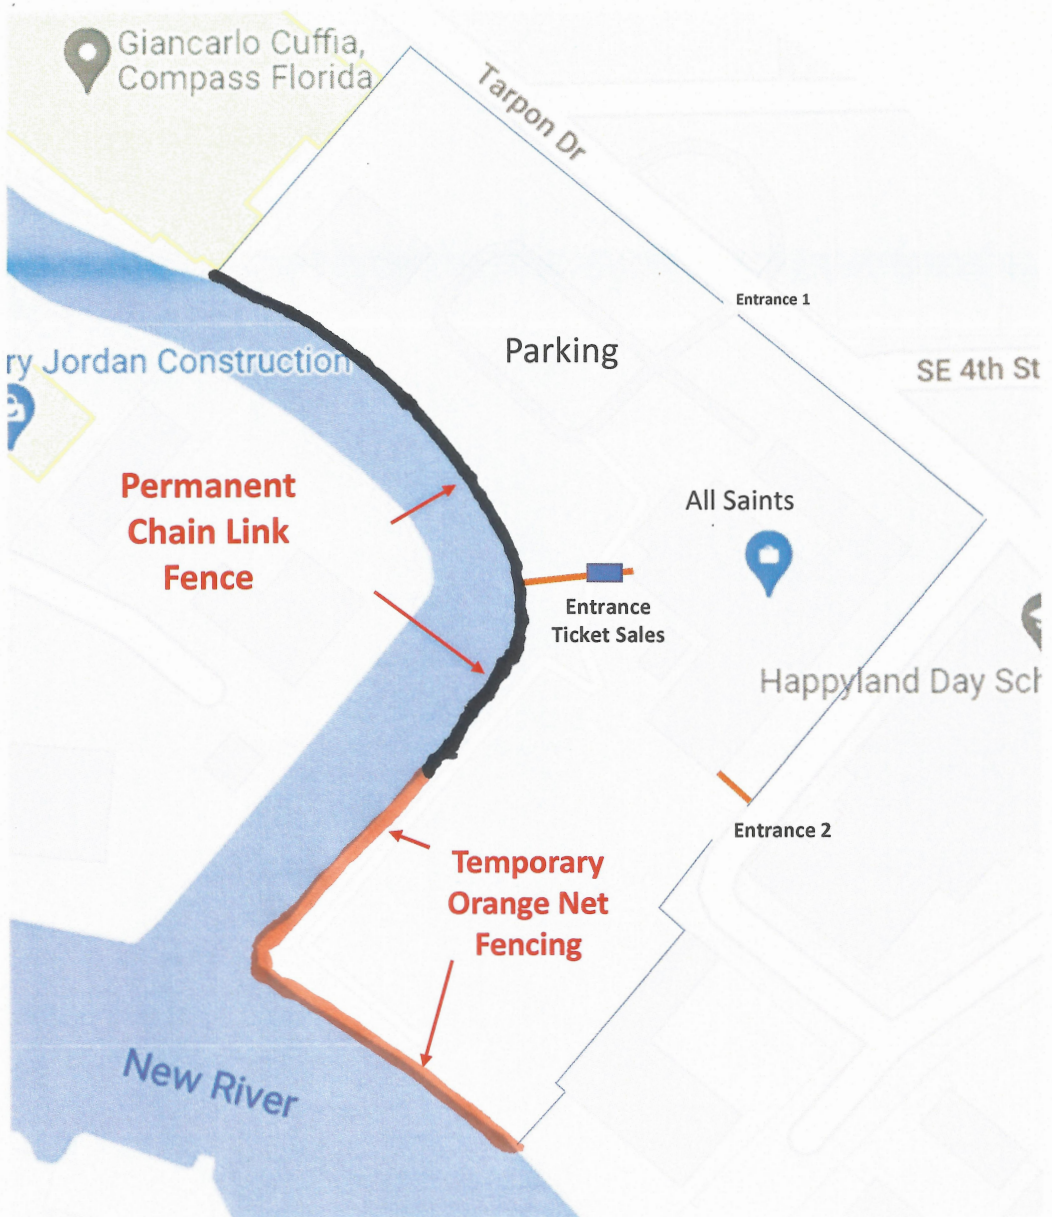 Giancarlo Cuffia,
Compass Florida
Tarpon Dr
Entrance 1
Parking
ry Jordan Construction
SE 4th St
Permanent
Chain Link
Fence
All Saints
Entrance
Ticket Sales
Happyland Day Sch
Entrance 2
Temporary
Orange Net
Fencing
New River